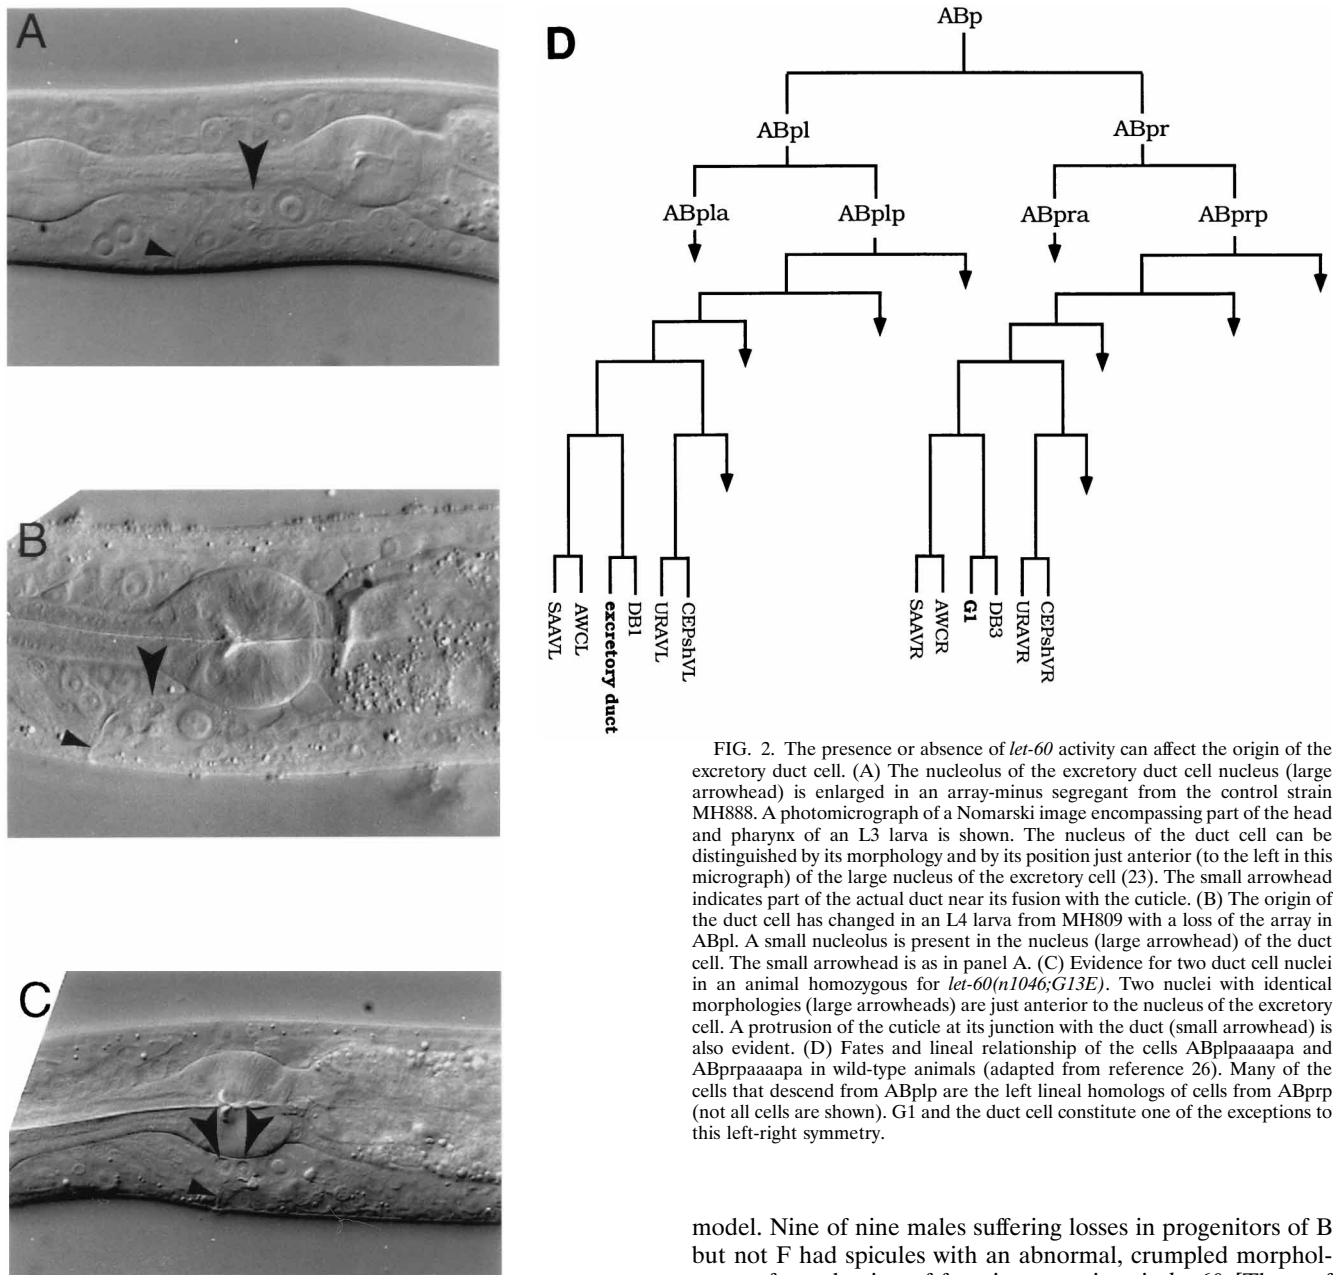 A
B
C
D
ABp
ABpl
ABpr
ABpla
ABplp
ABpra
ABprp
SAAVL
AWCL
excretory duct
DB1
URAVL
CEPshVL
SAAVR
AWCR
G1
DB3
URAVR
CEPshVR
FIG. 2. The presence or absence of let-60 activity can affect the origin of the
excretory duct cell. (A) The nucleolus of the excretory duct cell nucleus (large
arrowhead) is enlarged in an array-minus segregant from the control strain
MH888. A photomicrograph of a Nomarski image encompassing part of the head
and pharynx of an L3 larva is shown. The nucleus of the duct cell can be
distinguished by its morphology and by its position just anterior (to the left in this
micrograph) of the large nucleus of the excretory cell (23). The small arrowhead
indicates part of the actual duct near its fusion with the cuticle. (B) The origin of
the duct cell has changed in an L4 larva from MH809 with a loss of the array in
ABpl. A small nucleolus is present in the nucleus (large arrowhead) of the duct
cell. The small arrowhead is as in panel A. (C) Evidence for two duct cell nuclei
in an animal homozygous for let-60(n1046;G13E). Two nuclei with identical
morphologies (large arrowheads) are just anterior to the nucleus of the excretory
cell. A protrusion of the cuticle at its junction with the duct (small arrowhead) is
also evident. (D) Fates and lineal relationship of the cells ABplpaaaapa and
ABprpaaaapa in wild-type animals (adapted from reference 26). Many of the
cells that descend from ABplp are the left lineal homologs of cells from ABprp
(not all cells are shown). G1 and the duct cell constitute one of the exceptions to
this left-right symmetry.
model. Nine of nine males suffering losses in progenitors of B
but not F had spicules with an abnormal, crumpled morphol-